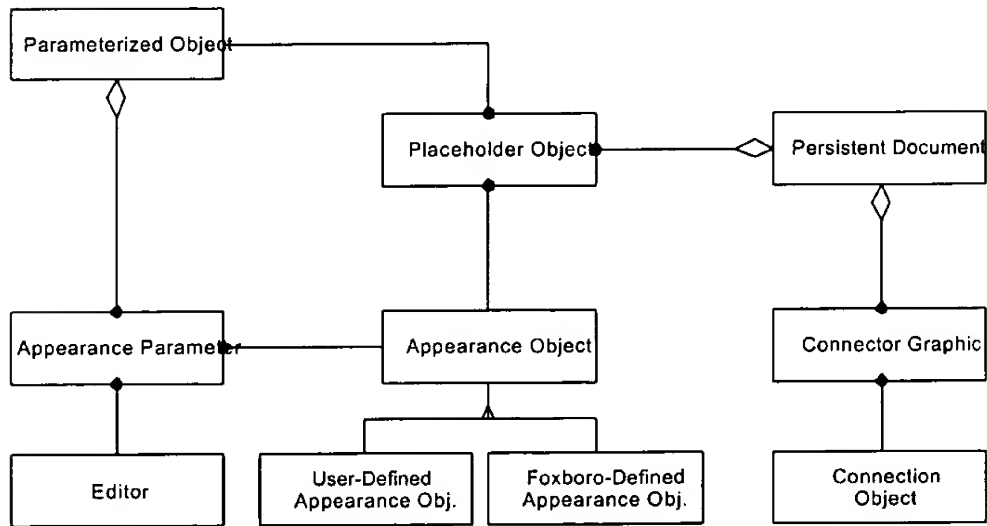 Parameterized Object
Placeholder Object
Persistent Document
Appearance Parameter
Appearance Object
Connector Graphic
Editor
User-Defined
Appearance Obj.
Foxboro-Defined
Appearance Obj.
Connection
Object